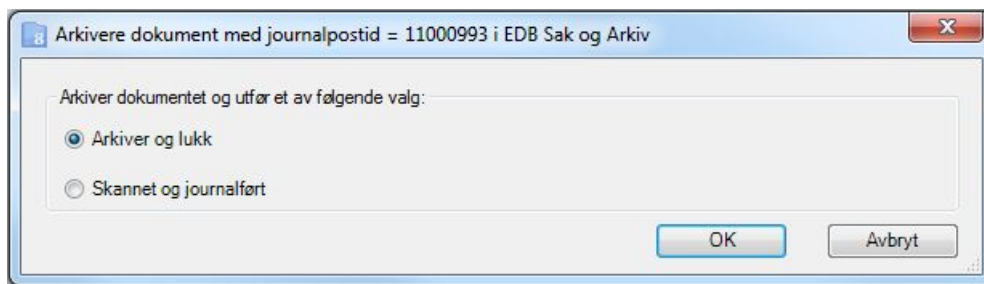 8 Arkivere dokument med journalpostid = 11000993 i EDB Sak og Arkiv
Arkiver dokumentet og utfør et av følgende valg:
Arkiver og lukk
Skannet og journalført
OK Avbryt